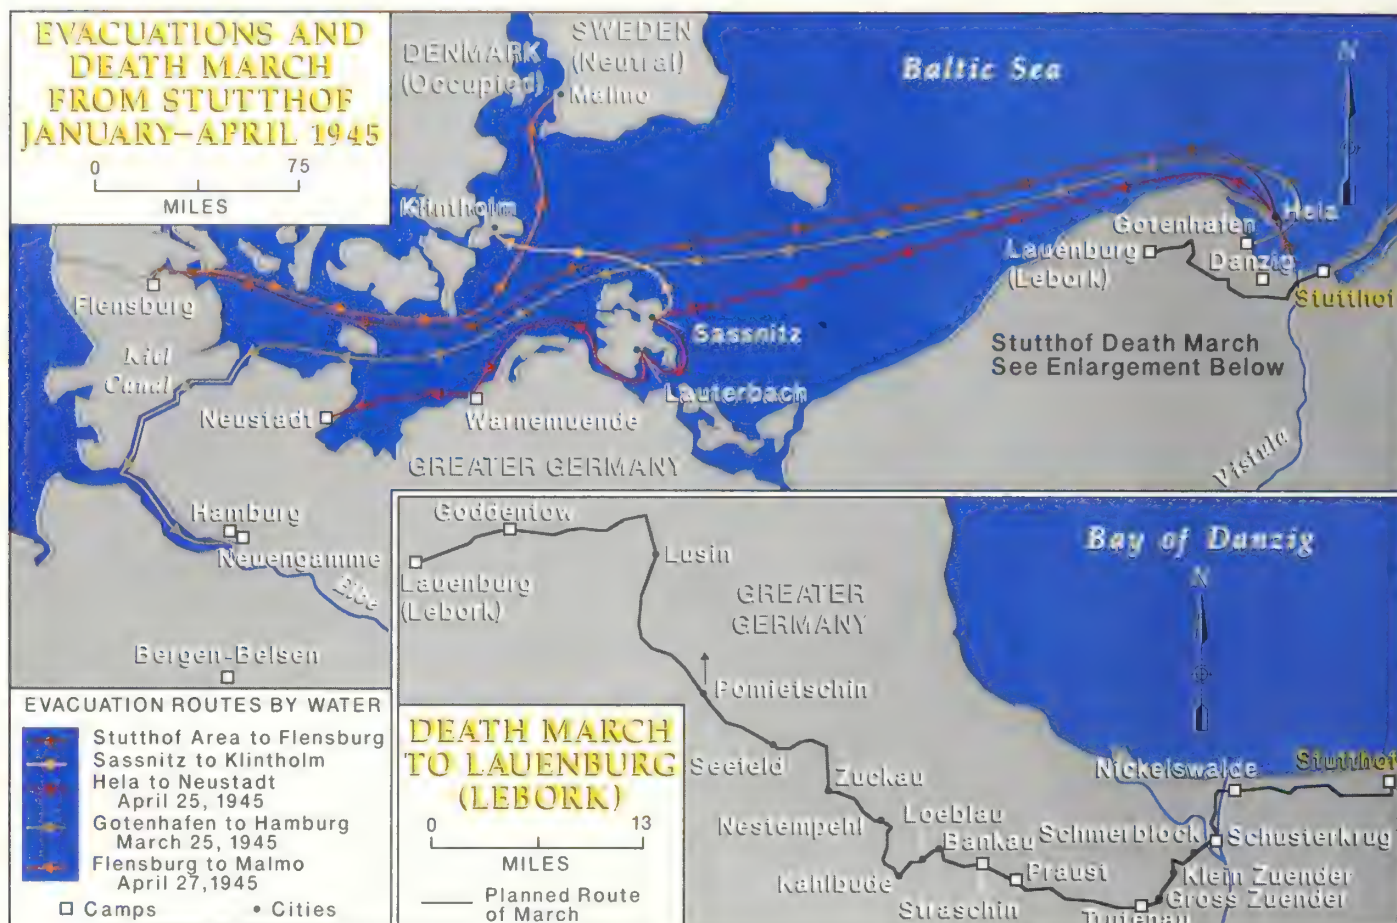 EVACUATIONS AND
DEATH MARCH
FROM STUTTHOF
JANUARY–APRIL 1945
0 75
MILES
DENMARK
(Occupied)
SWEDEN
(Neutral)
Malmo
Baltic Sea
N
Klintholm
Flensburg
Kiel
Canal
Neustadt
Warnemuende
Sassnitz
Lauterbach
GREATER GERMANY
Hela
Gotenhafen
Lauenburg
(Lebork)
Danzig
Stutthof
Stutthof Death March
See Enlargement Below
Vistula
Hamburg
Neuengamme
Elbe
Bergen-Belsen
EVACUATION ROUTES BY WATER
Stutthof Area to Flensburg
Sassnitz to Klintholm
Hela to Neustadt
April 25, 1945
Gotenhafen to Hamburg
March 25, 1945
Flensburg to Malmo
April 27,1945
Camps
Cities
Goddentow
Lauenburg
(Lebork)
Lusin
GREATER
GERMANY
Bay of Danzig
N
Pomietschin
DEATH MARCH
TO LAUENBURG
(LEBORK)
0 13
MILES
Planned Route
of March
Seefeld
Zuckau
Nestempehl
Loeblau
Bankau
Kahlbude
Praust
Straschin
Schmerblock
Nickelswalde
Stutthof
Schusterkrug
Klein Zuender
Gross Zuender